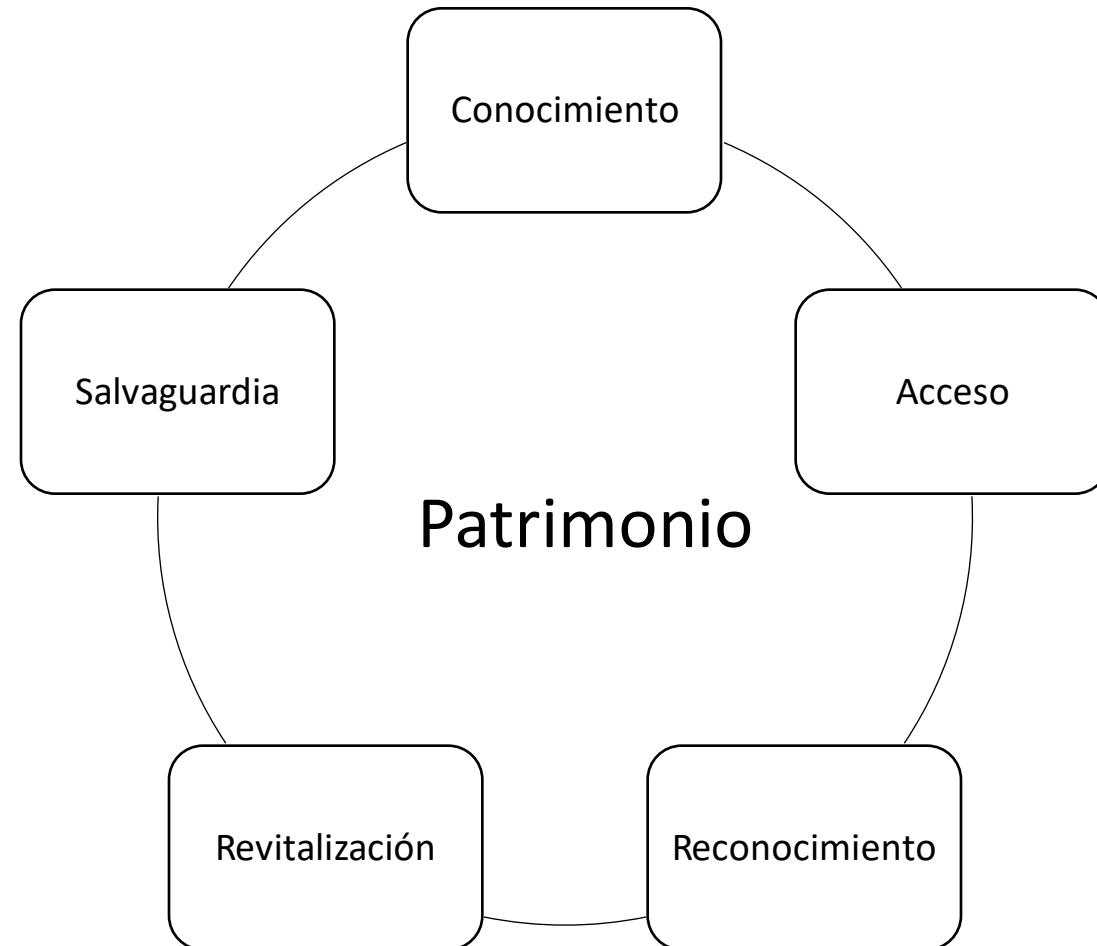 Conocimiento
Salvaguardia
Acceso
Patrimonio
Revitalización
Reconocimiento